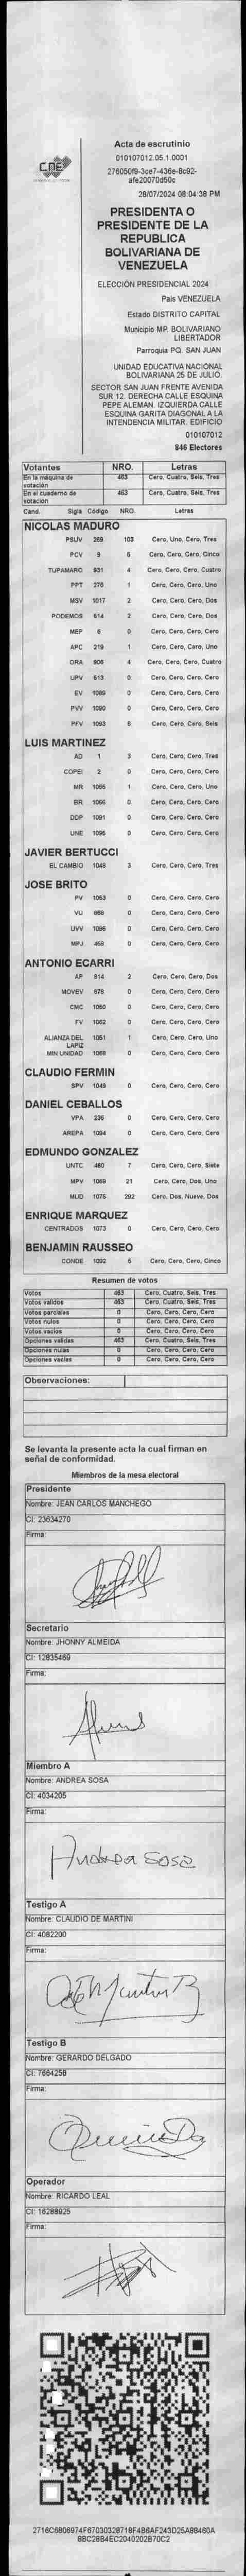 CNE
Acta de escrutinio
010107012.05.1.0001
276050f9-3ce7-436e-8c92-
afe20070d50c
28/07/2024 08:04:38 PM
PRESIDENTA O
PRESIDENTE DE LA
REPUBLICA
BOLIVARIANA DE
VENEZUELA
ELECCIÓN PRESIDENCIAL 2024
País VENEZUELA
Estado DISTRITO CAPITAL
Municipio MP. BOLIVARIANO
LIBERTADOR
Parroquia PQ. SAN JUAN
UNIDAD EDUCATIVA NACIONAL
BOLIVARIANA 25 DE JULIO.
SECTOR SAN JUAN FRENTE AVENIDA
SUR 12. DERECHA CALLE ESQUINA
PEPE ALEMAN. IZQUIERDA CALLE
ESQUINA GARITA DIAGONAL A LA
INTENDENCIA MILITAR. EDIFICIO
010107012
846 Electores
Votantes NRO. Letras
En la máquina de votación 463 Cero, Cuatro, Seis, Tres
En el cuaderno de votación 463 Cero, Cuatro, Seis, Tres
Cand. Sigla Código NRO. Letras
NICOLAS MADURO
PSUV 269 103 Cero, Uno, Cero, Tres
PCV 9 5 Cero, Cero, Cero, Cinco
TUPAMARO 931 4 Cero, Cero, Cero, Cuatro
PPT 276 1 Cero, Cero, Cero, Uno
MSV 1017 2 Cero, Cero, Cero, Dos
PODEMOS 514 2 Cero, Cero, Cero, Dos
MEP 6 0 Cero, Cero, Cero, Cero
APC 219 1 Cero, Cero, Cero, Uno
ORA 906 4 Cero, Cero, Cero, Cuatro
UPV 613 0 Cero, Cero, Cero, Cero
EV 1089 0 Cero, Cero, Cero, Cero
PVV 1090 0 Cero, Cero, Cero, Cero
PFV 1093 6 Cero, Cero, Cero, Seis
LUIS MARTINEZ
AD 1 3 Cero, Cero, Cero, Tres
COPEI 2 0 Cero, Cero, Cero, Cero
MR 1065 1 Cero, Cero, Cero, Uno
BR 1066 0 Cero, Cero, Cero, Cero
DDP 1091 0 Cero, Cero, Cero, Cero
UNE 1095 0 Cero, Cero, Cero, Cero
JAVIER BERTUCCI
EL CAMBIO 1048 3 Cero, Cero, Cero, Tres
JOSE BRITO
PV 1053 0 Cero, Cero, Cero, Cero
VU 868 0 Cero, Cero, Cero, Cero
UVV 1096 0 Cero, Cero, Cero, Cero
MPJ 458 0 Cero, Cero, Cero, Cero
ANTONIO ECARRI
AP 914 2 Cero, Cero, Cero, Dos
MOVEV 878 0 Cero, Cero, Cero, Cero
CMC 1050 0 Cero, Cero, Cero, Cero
FV 1062 0 Cero, Cero, Cero, Cero
ALIANZA DEL LAPIZ 1051 1 Cero, Cero, Cero, Uno
MIN UNIDAD 1068 0 Cero, Cero, Cero, Cero
CLAUDIO FERMIN
SPV 1049 0 Cero, Cero, Cero, Cero
DANIEL CEBALLOS
VPA 236 0 Cero, Cero, Cero, Cero
AREPA 1094 0 Cero, Cero, Cero, Cero
EDMUNDO GONZALEZ
UNTC 480 7 Cero, Cero, Cero, Siete
MPV 1069 21 Cero, Cero, Dos, Uno
MUD 1075 292 Cero, Dos, Nueve, Dos
ENRIQUE MARQUEZ
CENTRADOS 1073 0 Cero, Cero, Cero, Cero
BENJAMIN RAUSSEO
CONDE 1092 5 Cero, Cero, Cero, Cinco
Resumen de votos
Votos 463 Cero, Cuatro, Seis, Tres
Votos validos 463 Cero, Cuatro, Seis, Tres
Votos parciales 0 Cero, Cero, Cero, Cero
Votos nulos 0 Cero, Cero, Cero, Cero
Votos vacíos 0 Cero, Cero, Cero, Cero
Opciones validas 463 Cero, Cuatro, Seis, Tres
Opciones nulas 0 Cero, Cero, Cero, Cero
Opciones vacías 0 Cero, Cero, Cero, Cero
Observaciones:
Se levanta la presente acta la cual firman en
señal de conformidad.
Miembros de la mesa electoral
Presidente
Nombre: JEAN CARLOS MANCHEGO
CI: 23634270
Firma:
Secretario
Nombre: JHONNY ALMEIDA
CI: 12835469
Firma:
Miembro A
Nombre: ANDREA SOSA
CI: 4034205
Firma:
Andrea Sosa
Testigo A
Nombre: CLAUDIO DE MARTINI
CI: 4082200
Firma:
Testigo B
Nombre: GERARDO DELGADO
CI: 7664258
Firma:
Operador
Nombre: RICARDO LEAL
CI: 16288925
Firma:
2716C6806974F67030328718F4B6AF243D25A88460A
8BC28B4EC2040202B70C2